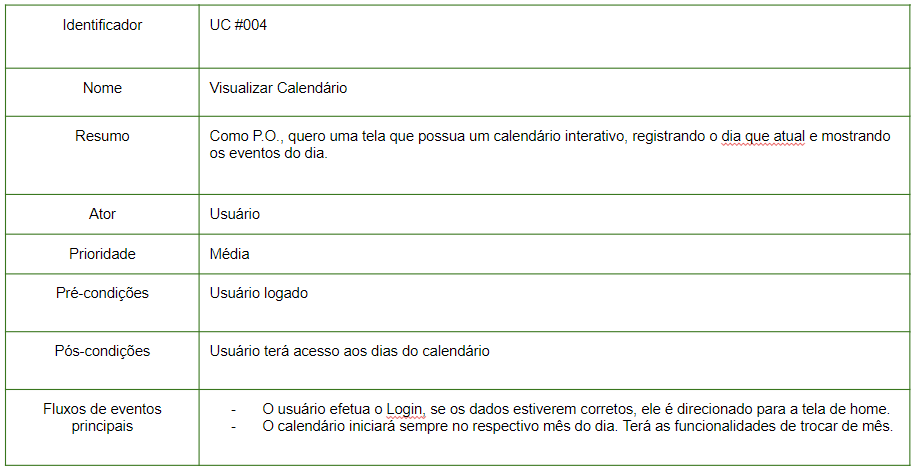 Identificador
UC #004
Nome
Visualizar Calendário
Resumo
Como P.O., quero uma tela que possua um calendário interativo, registrando o dia que atual e mostrando
os eventos do dia.
Ator
Usuário
Prioridade
Média
Pré-condições
Usuário logado
Pós-condições
Usuário terá acesso aos dias do calendário
Fluxos de eventos
principais
- O usuário efetua o Login, se os dados estiverem corretos, ele é direcionado para a tela de home.
- O calendário iniciará sempre no respectivo mês do dia. Terá as funcionalidades de trocar de mês.